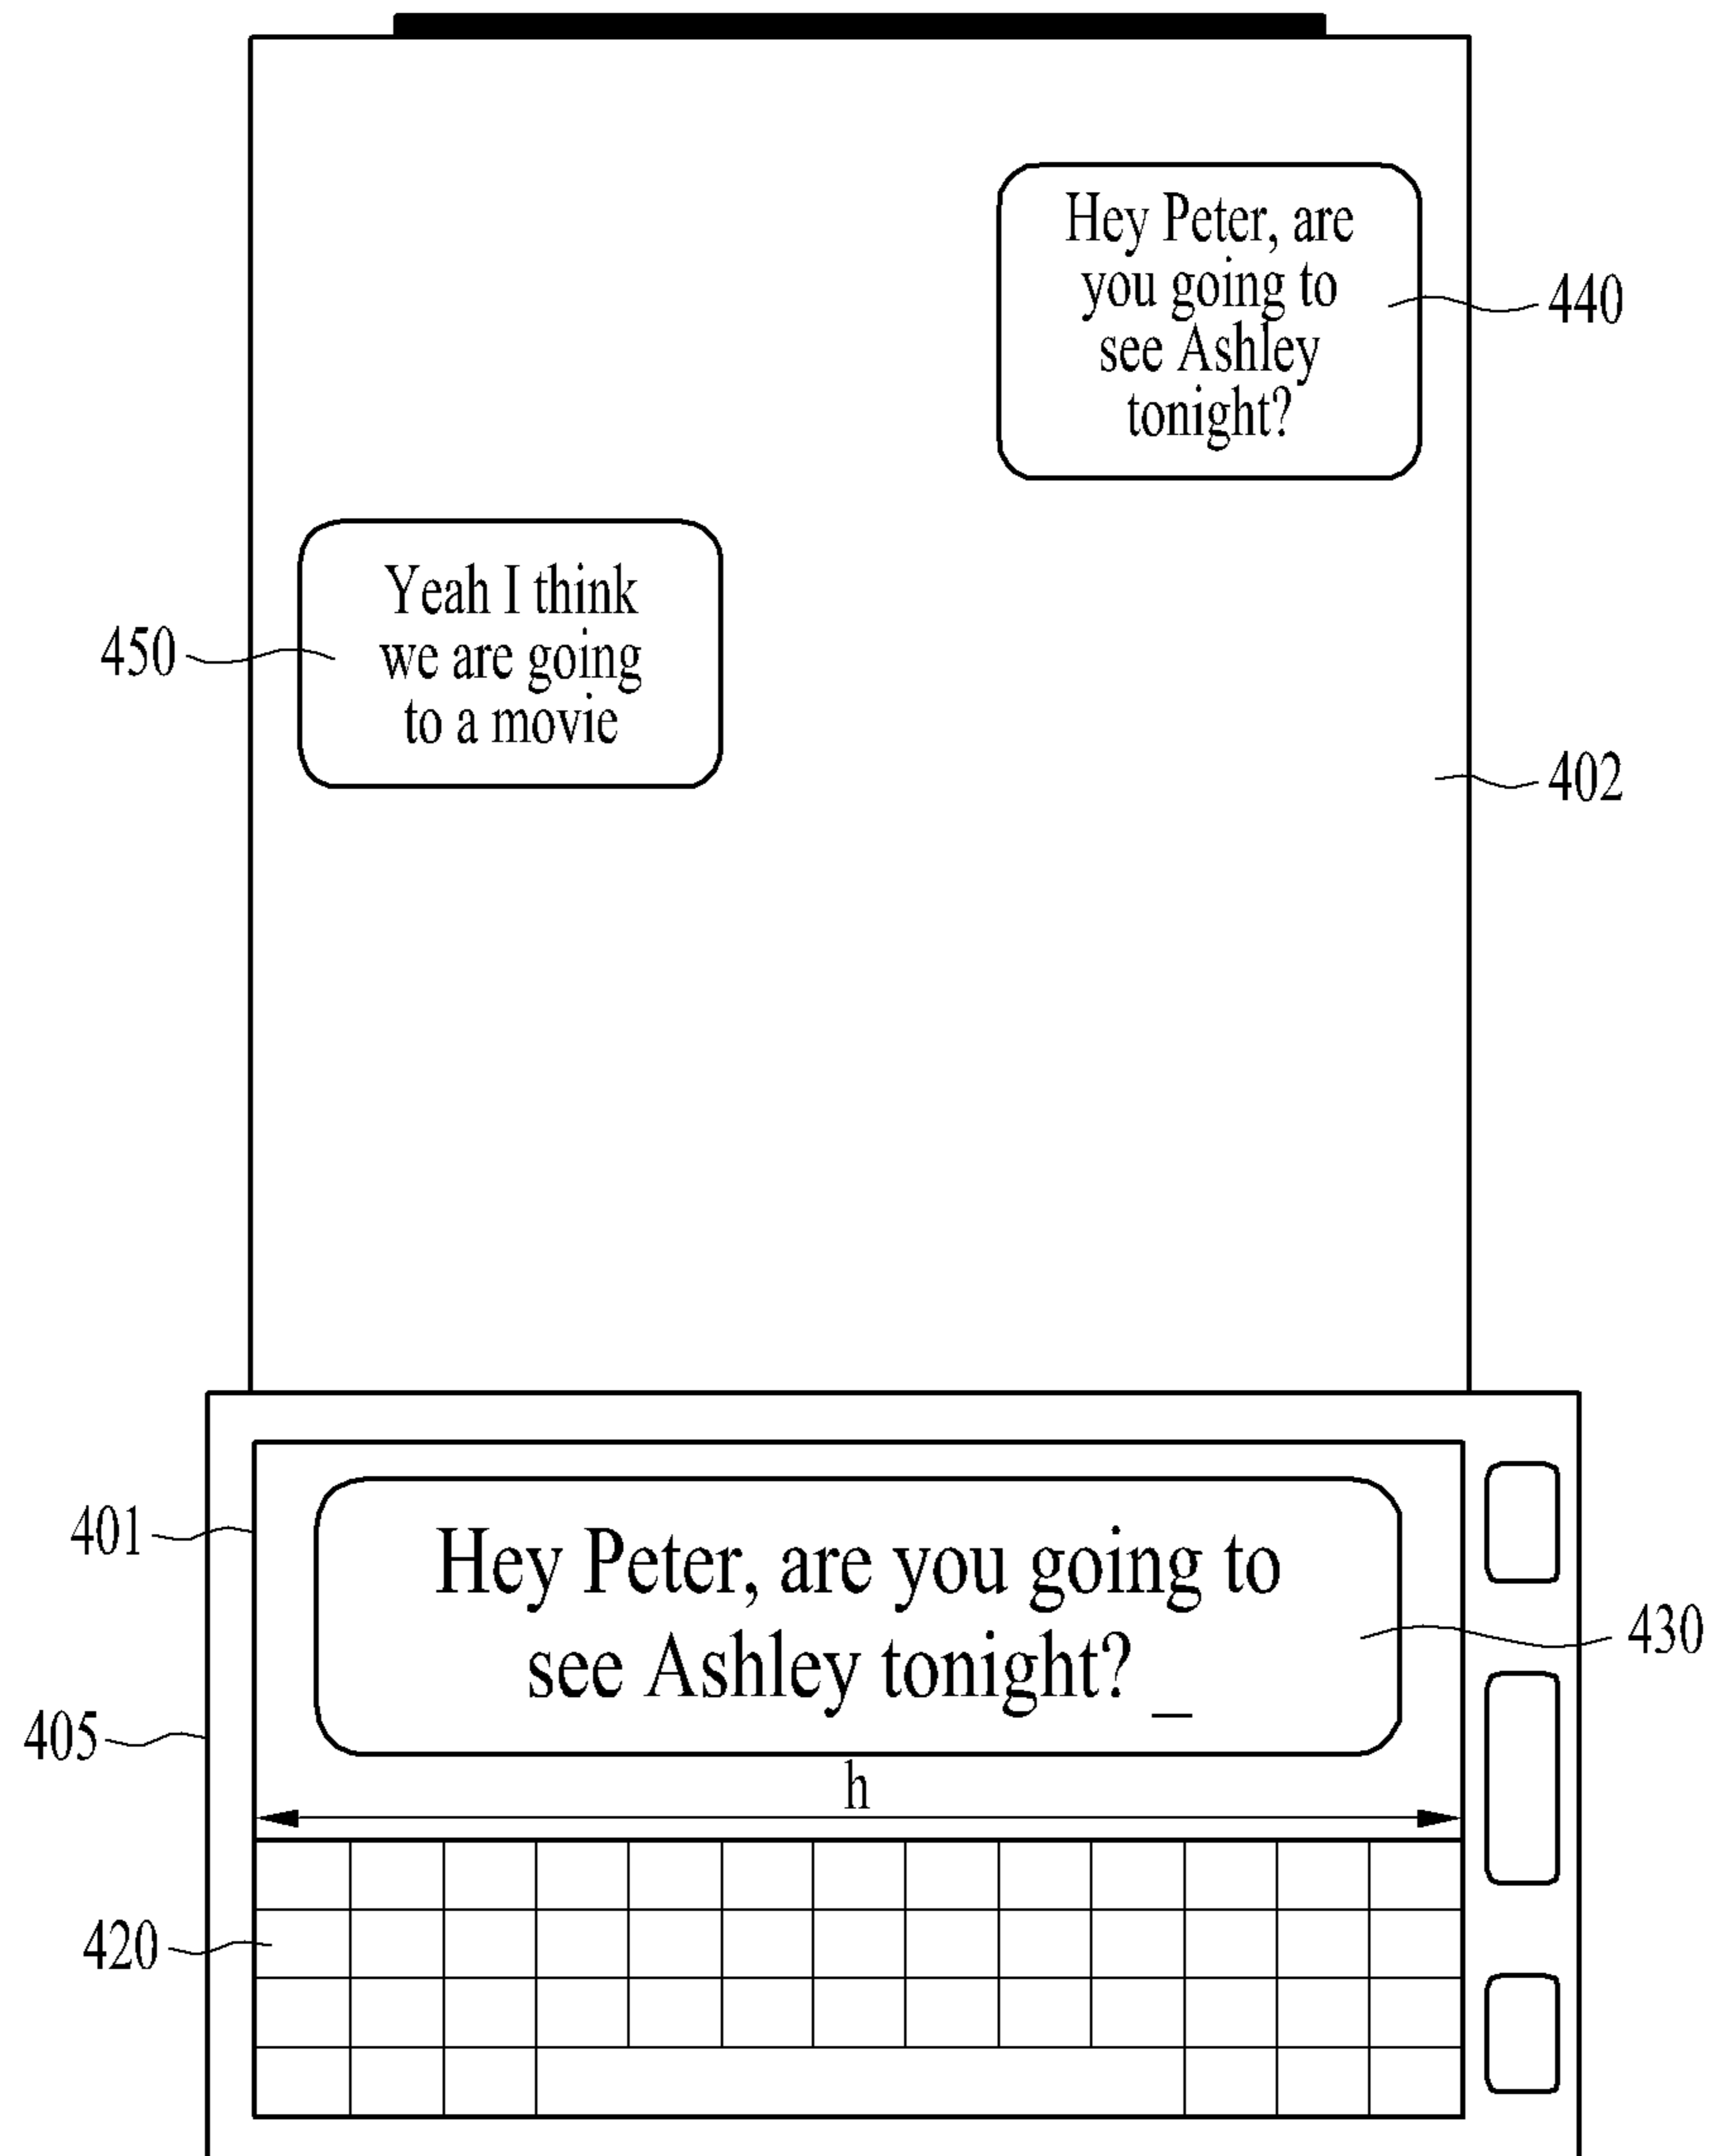 Hey Peter, are
you going to
see Ashley
tonight?
440
Yeah I think
we are going
to a movie
450
402
401
Hey Peter, are you going to
see Ashley tonight? _
430
405
h
420